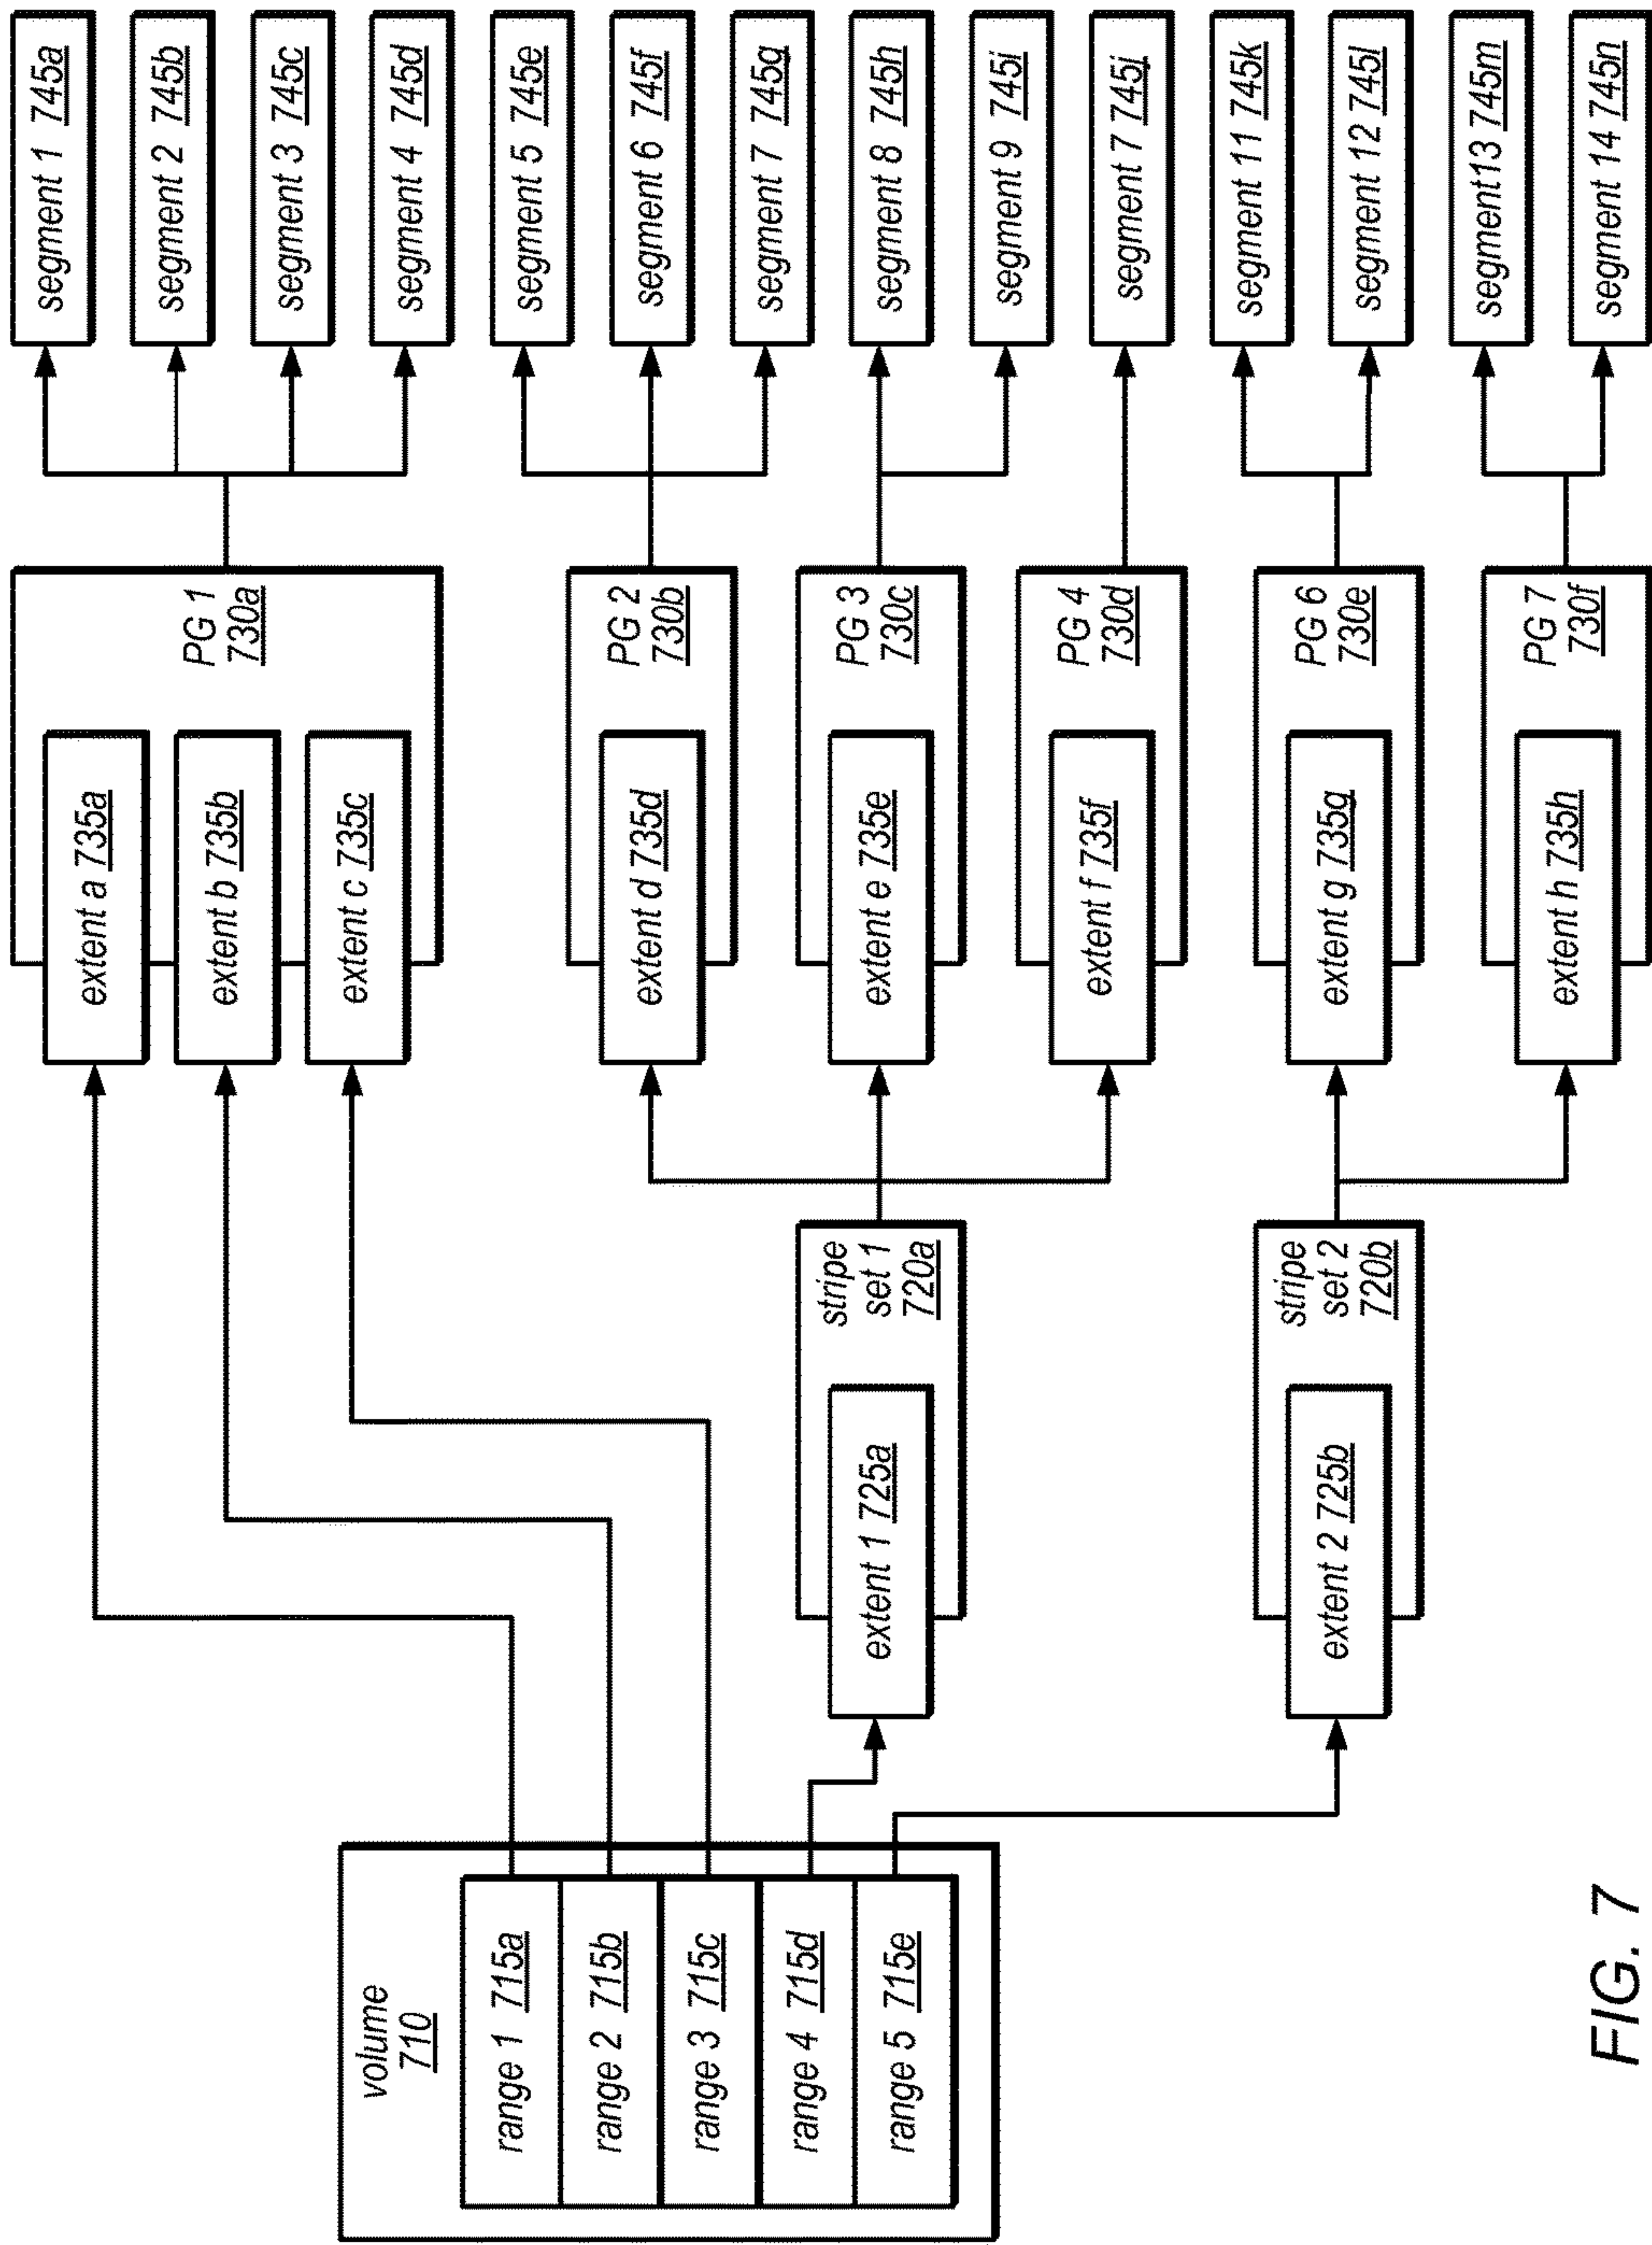 volume
710
range 1 715a
range 2 715b
range 3 715c
range 4 715d
range 5 715e
extent 1 725a
stripe
set 1
720a
extent 2 725b
stripe
set 2
720b
extent a 735a
extent b 735b
extent c 735c
PG 1
730a
extent d 735d
PG 2
730b
extent e 735e
PG 3
730c
extent f 735f
PG 4
730d
extent g 735g
PG 6
730e
extent h 735h
PG 7
730f
segment 1 745a
segment 2 745b
segment 3 745c
segment 4 745d
segment 5 745e
segment 6 745f
segment 7 745g
segment 8 745h
segment 9 745i
segment 7 745j
segment 11 745k
segment 12 745l
segment13 745m
segment 14 745n
FIG. 7